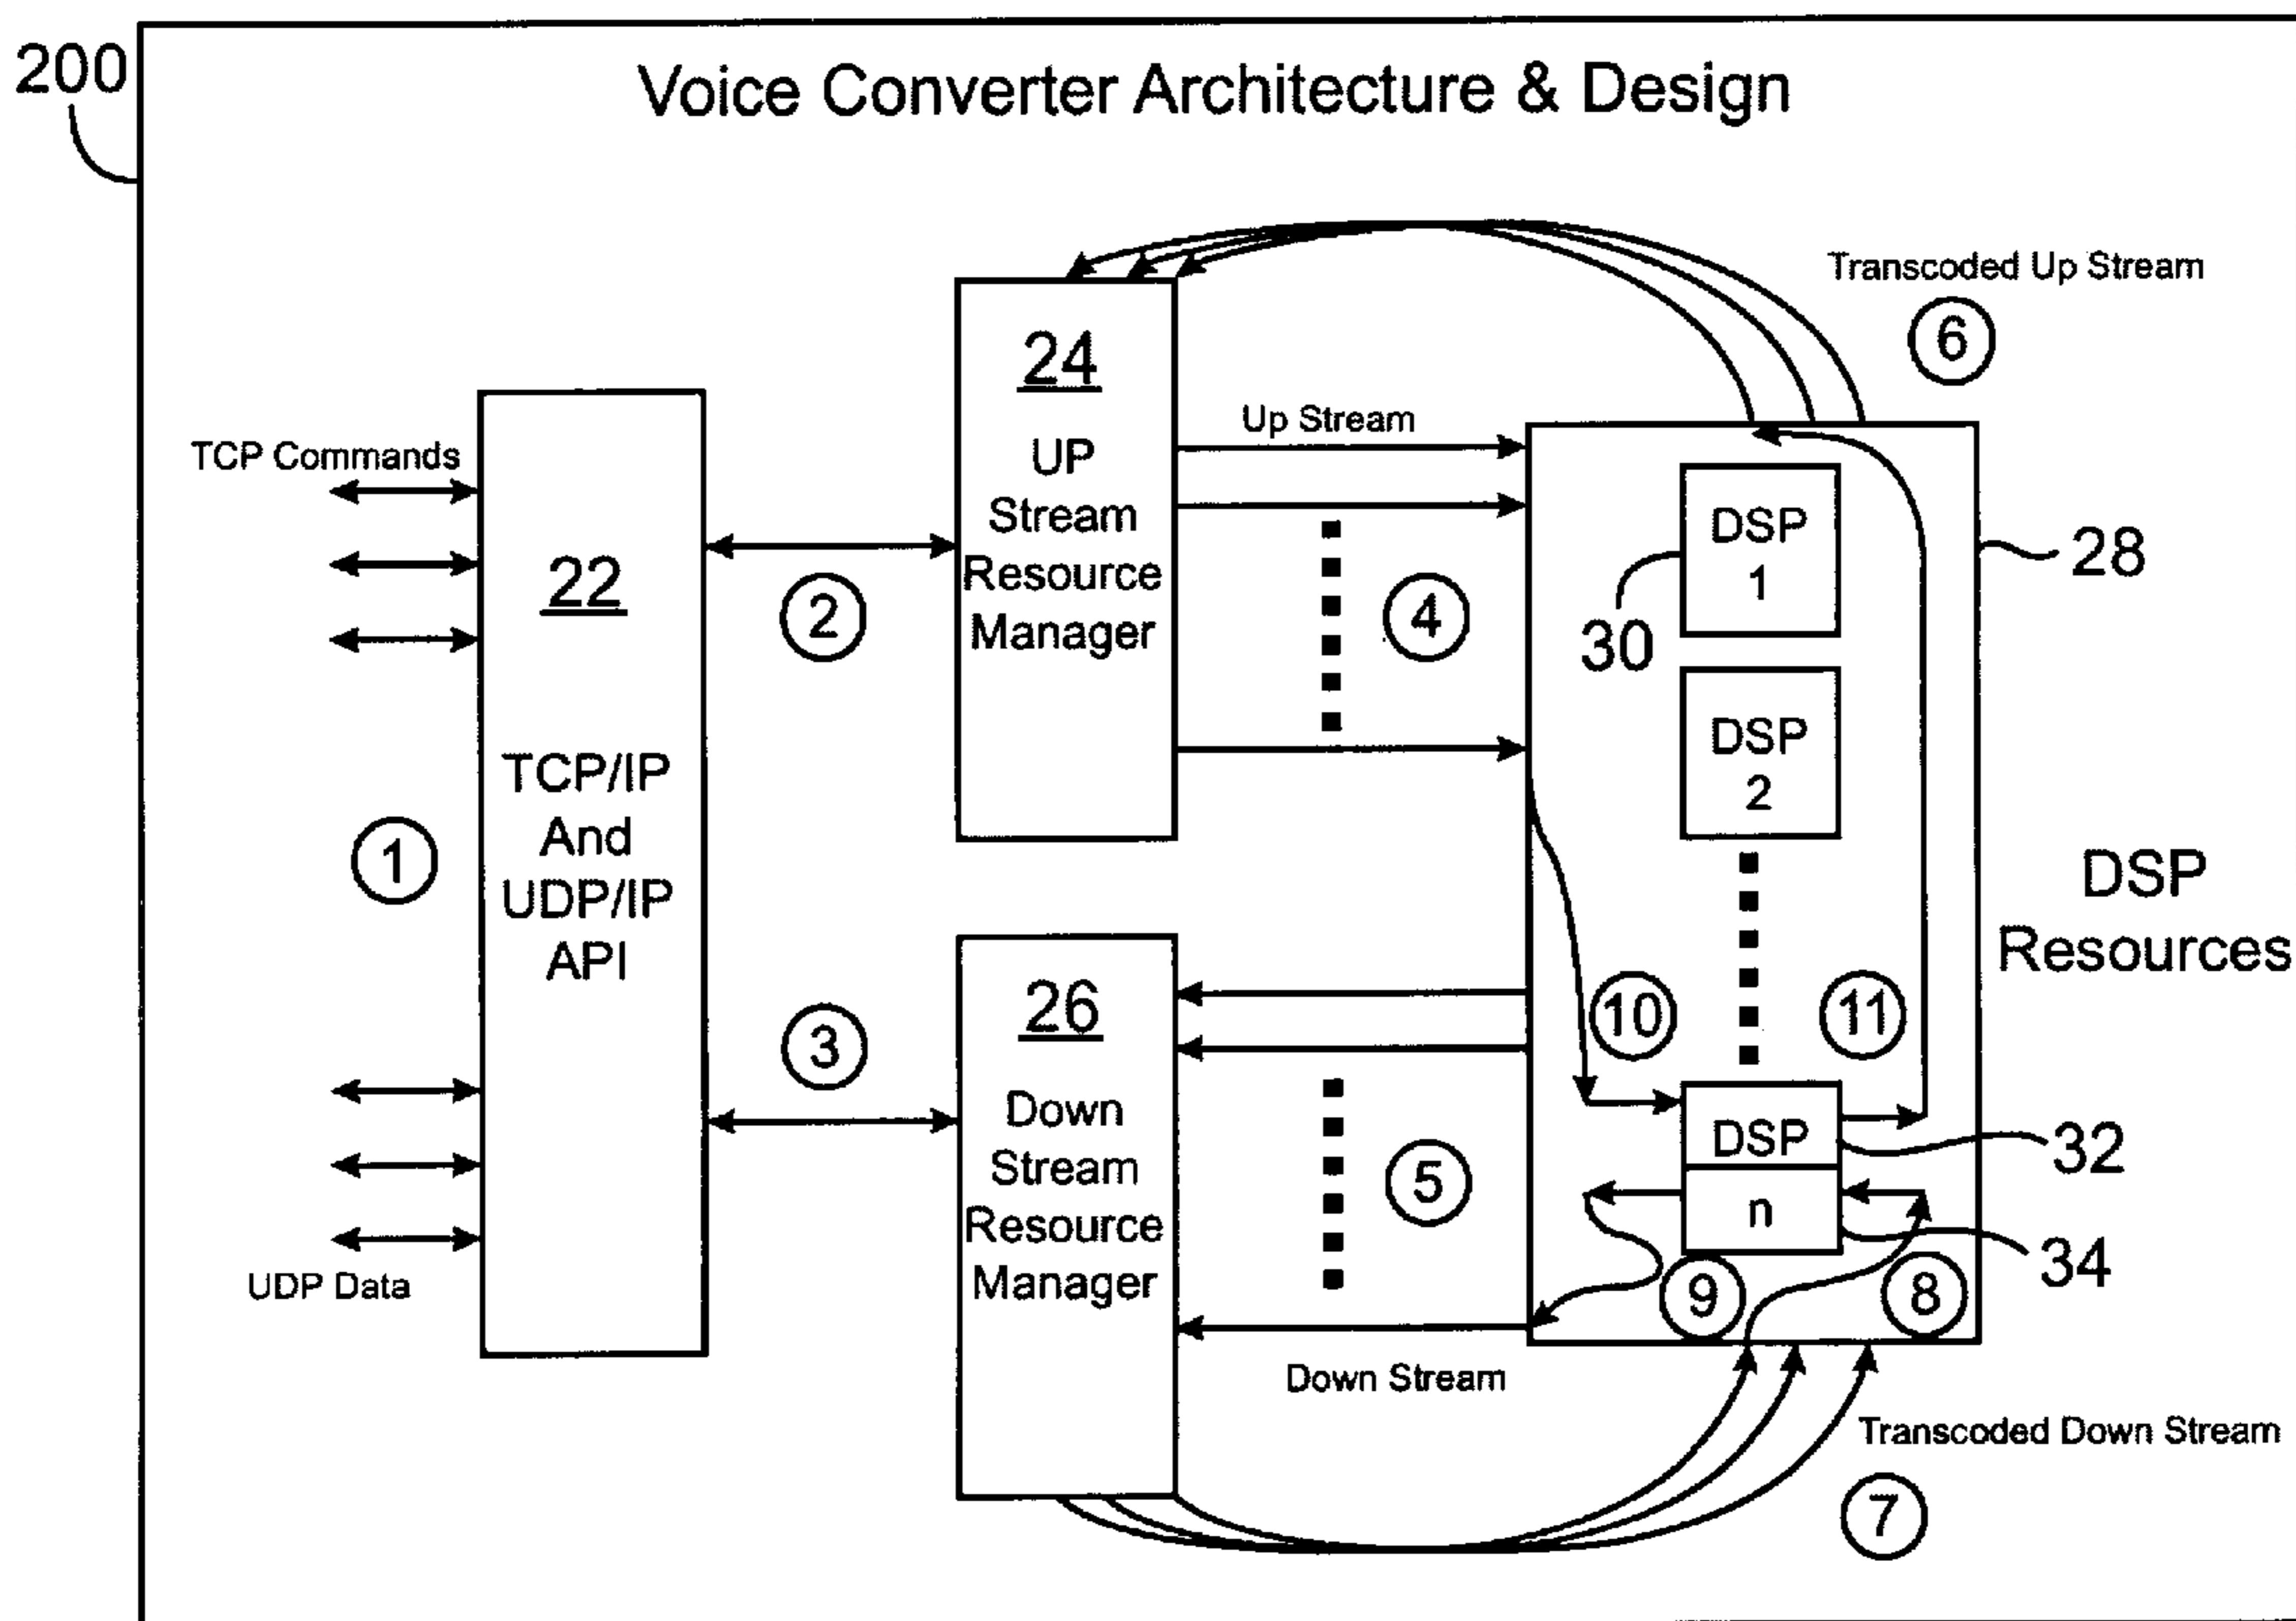 200
Voice Converter Architecture & Design
Transcoded Up Stream
6
24
UP
Stream
Resource
Manager
Up Stream
TCP Commands
22
TCP/IP
And
UDP/IP
API
1
2
4
DSP
1
30
28
DSP
2
DSP
Resources
10
11
3
26
Down
Stream
Resource
Manager
5
DSP
n
32
34
9
8
UDP Data
Down Stream
Transcoded Down Stream
7